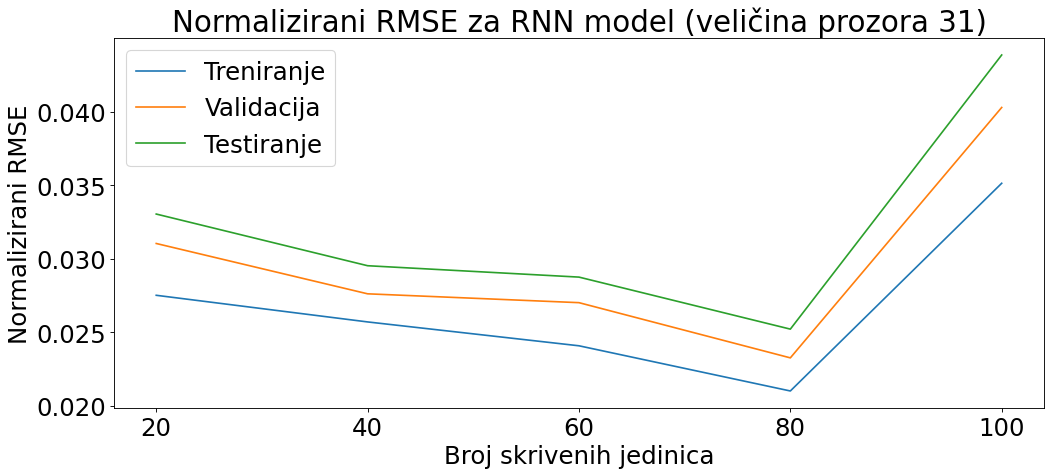 Normalizirani RMSE za RNN model (veličina prozora 31)
Treniranje
Validacija
Testiranje
Normalizirani RMSE
0.040
0.035
0.030
0.025
0.020
20 40 60 80 100
Broj skrivenih jedinica